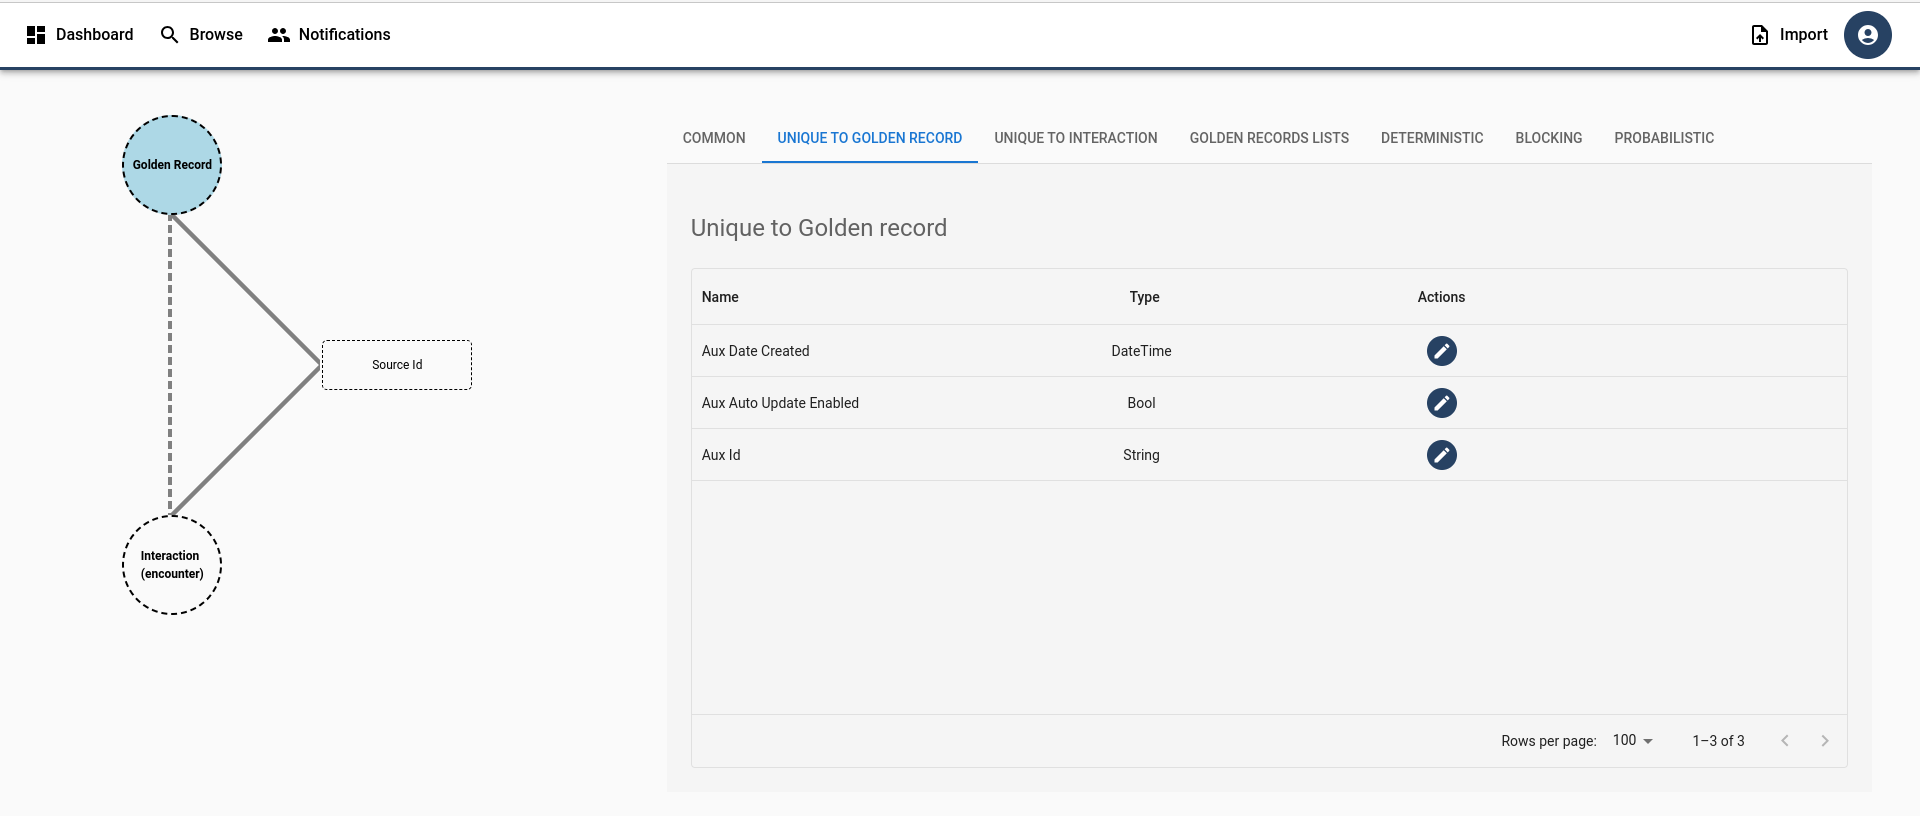 Dashboard Browse Notifications Import
Golden Record
Source Id
Interaction
(encounter)
COMMON UNIQUE TO GOLDEN RECORD UNIQUE TO INTERACTION GOLDEN RECORDS LISTS DETERMINISTIC BLOCKING PROBABILISTIC
Unique to Golden record
Name Type Actions
Aux Date Created DateTime
Aux Auto Update Enabled Bool
Aux Id String
Rows per page: 100 1–3 of 3